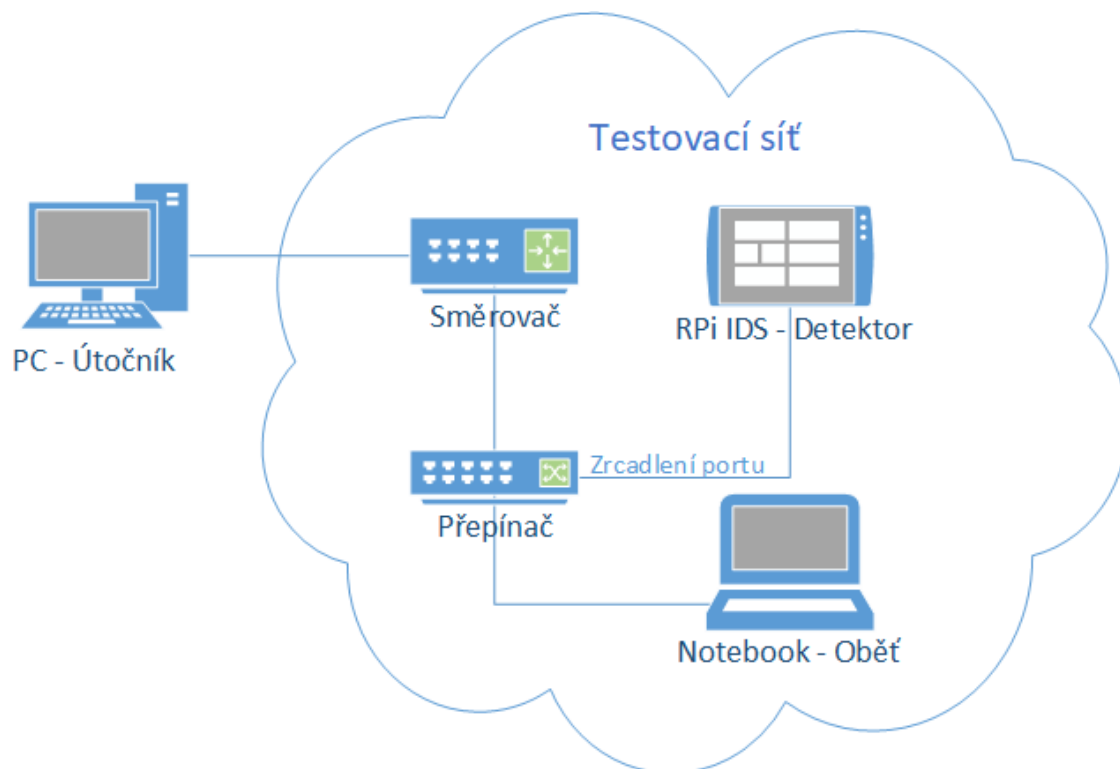 Testovací síť
PC - Útočník
Směrovač
RPi IDS - Detektor
Zrcadlení portu
Přepínač
Notebook - Oběť